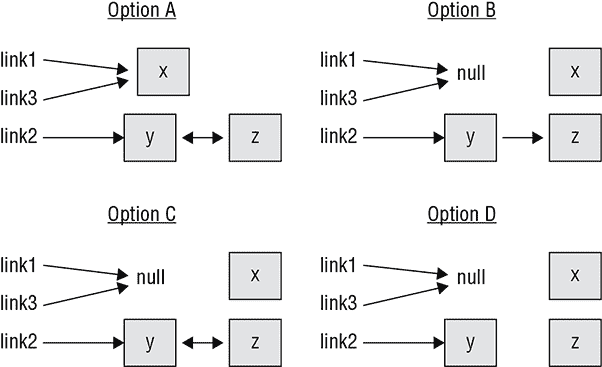 Option A
link1
link3
x
link2
y
z
Option B
link1
link3
null
x
link2
y
z
Option C
link1
link3
null
x
link2
y
z
Option D
link1
link3
null
x
link2
y
z